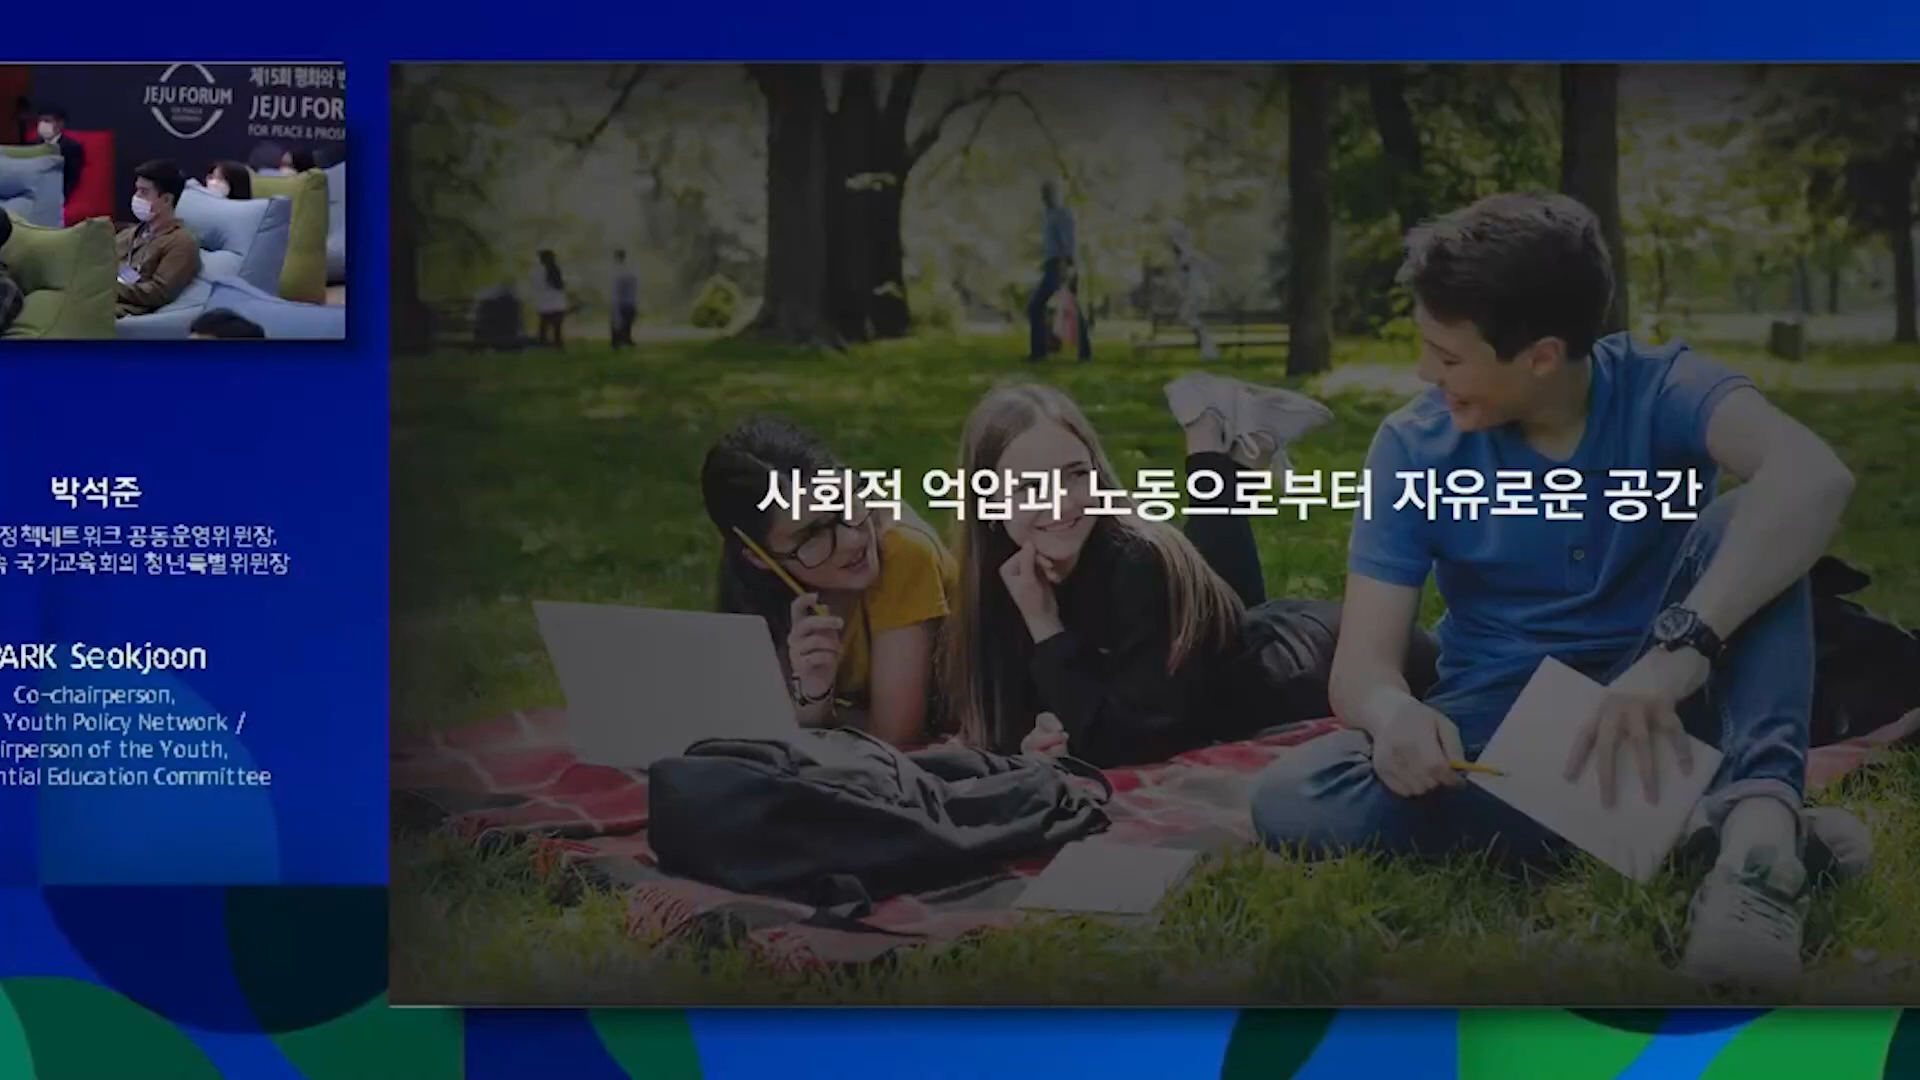 JEJU FORUM
제15회 평화와 번
JEJU FOR
FOR PEACE & PROSP
사회적 억압과 노동으로부터 자유로운 공간
박석준
정책네트워크 공동운영위원장,
속 국가교육회의 청년특별위원장
PARK Seokjoon
Co-chairperson,
Youth Policy Network /
irperson of the Youth,
ntial Education Committee